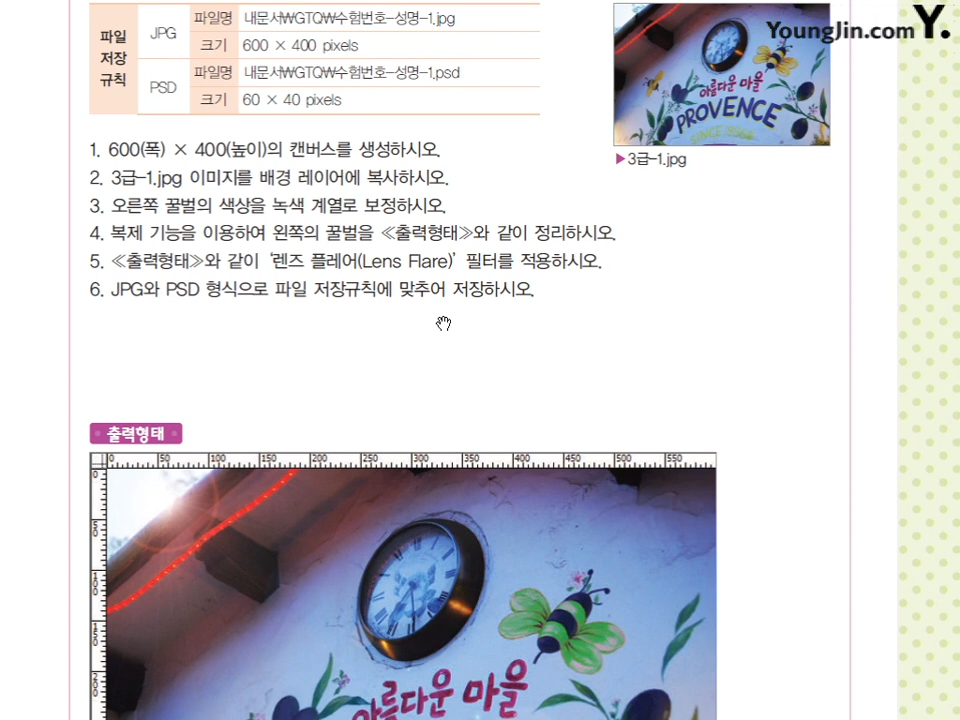 YoungJin.com Y.
파일
저장
규칙
JPG
파일명 내문서₩GTQ₩수험번호-성명-1.jpg
크기 600 × 400 pixels
PSD
파일명 내문서₩GTQ₩수험번호-성명-1.psd
크기 60 × 40 pixels
아름다운 마을
PROVENCE
▶3급-1.jpg
1. 600(폭) × 400(높이)의 캔버스를 생성하시오.
2. 3급-1.jpg 이미지를 배경 레이어에 복사하시오.
3. 오른쪽 꿀벌의 색상을 녹색 계열로 보정하시오.
4. 복제 기능을 이용하여 왼쪽의 꿀벌을 ≪출력형태≫와 같이 정리하시오.
5. ≪출력형태≫와 같이 ‘렌즈 플레어(Lens Flare)’ 필터를 적용하시오.
6. JPG와 PSD 형식으로 파일 저장규칙에 맞추어 저장하시오.
출력형태
0 50 100 150 200 250 300 350 400 450 500 550
0
50
100
150
200
아름다운 마을